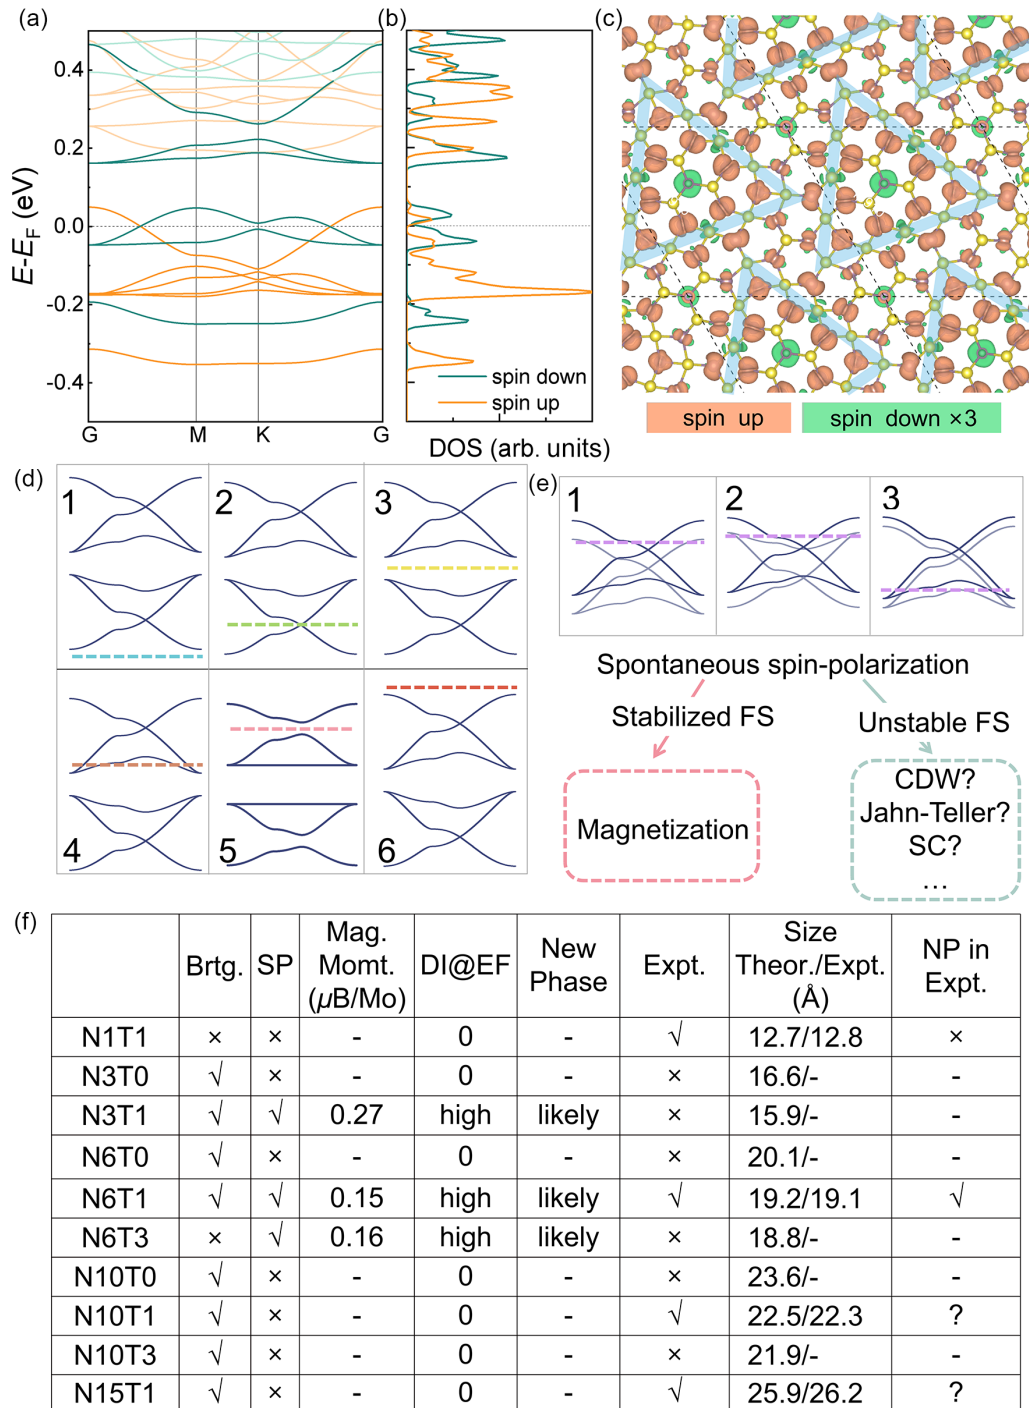 (a)
(b)
(c)
E-EF (eV)
0.4
0.2
0.0
-0.2
-0.4
G M K G
spin down
spin up
DOS (arb. units)
spin up
spin down ×3
(d)
1 2 3
4 5 6
(e)
1 2 3
Spontaneous spin-polarization
Stabilized FS
Unstable FS
Magnetization
CDW?
Jahn-Teller?
SC?
...
(f)
Brtg. SP Mag. Momt. (μB/Mo) DI@EF New Phase Expt. Size Theor./Expt. (Å) NP in Expt.
N1T1 × × - 0 - √ 12.7/12.8 ×
N3T0 √ × - 0 - × 16.6/- -
N3T1 √ √ 0.27 high likely × 15.9/- -
N6T0 √ × - 0 - × 20.1/- -
N6T1 √ √ 0.15 high likely √ 19.2/19.1 √
N6T3 × √ 0.16 high likely × 18.8/- -
N10T0 √ × - 0 - × 23.6/- -
N10T1 √ × - 0 - √ 22.5/22.3 ?
N10T3 √ × - 0 - × 21.9/- -
N15T1 √ × - 0 - √ 25.9/26.2 ?